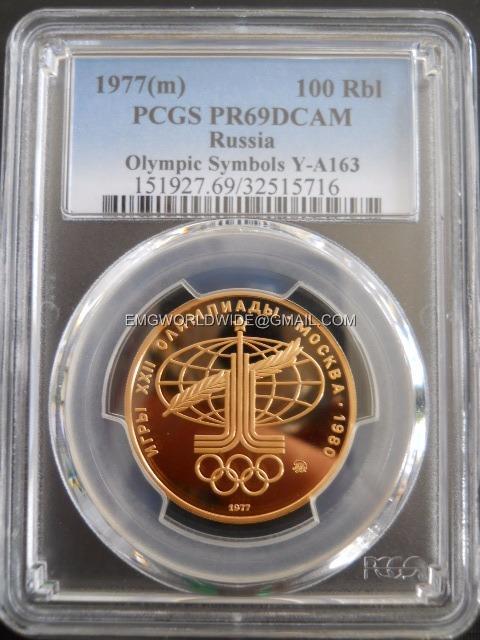 1977(m) 100 Rbl
PCGS PR69DCAM
Russia
Olympic Symbols Y-A163
151927.69/32515716
EMGWORLDWIDE@GMAIL.COM
ИГРЫ XXII ОЛИМПИАДЫ · МОСКВА · 1980
1977
PCGS